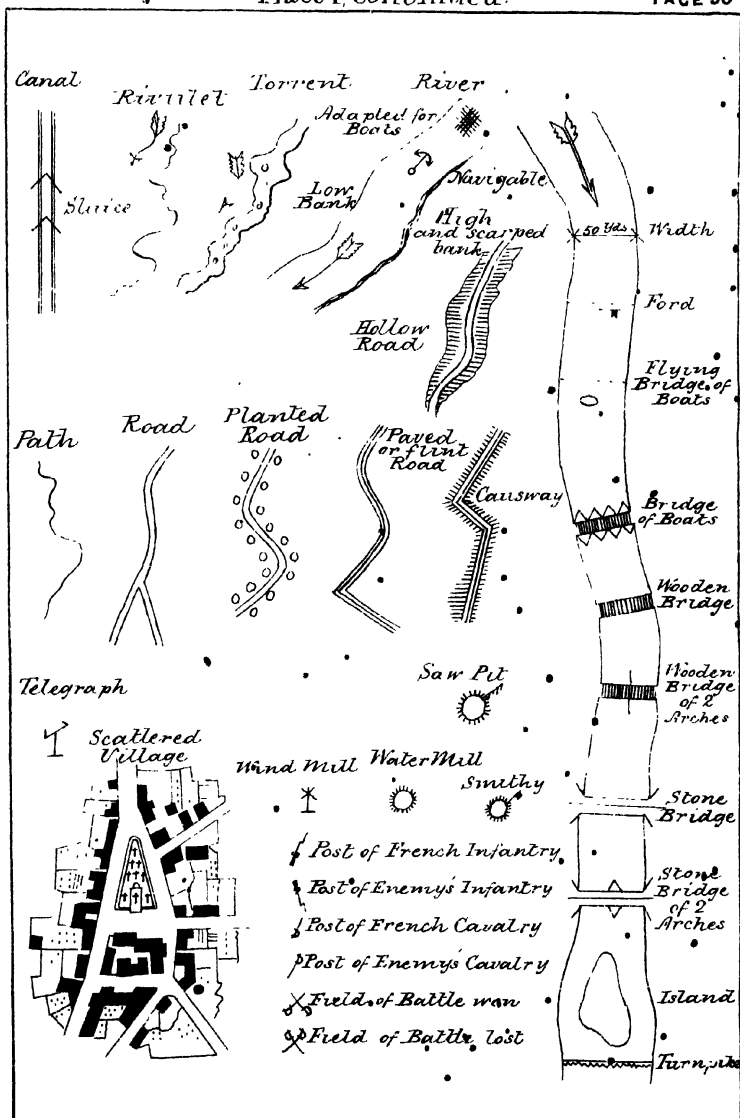 Continued.
PAGE
Canal
Rivulet
Torrent
River
Adapted for
Boats
Sluice
Low
Bank
Navigable
High
and scarped
bank
50 Yds
Width
Ford
Hollow
Road
Flying
Bridge of
Boats
Path
Road
Planted
Road
Paved
or flint
Road
Causway
Bridge
of Boats
Wooden
Bridge
Telegraph
Saw Pit
Wooden
Bridge
of 2
Arches
Scattered
Village
Wind Mill
Water Mill
Smithy
Stone
Bridge
Post of French Infantry
Post of Enemy's Infantry
Post of French Cavalry
Post of Enemy's Cavalry
Field of Battle won
Field of Battle lost
Stone
Bridge
of 2
Arches
Island
Turnpike